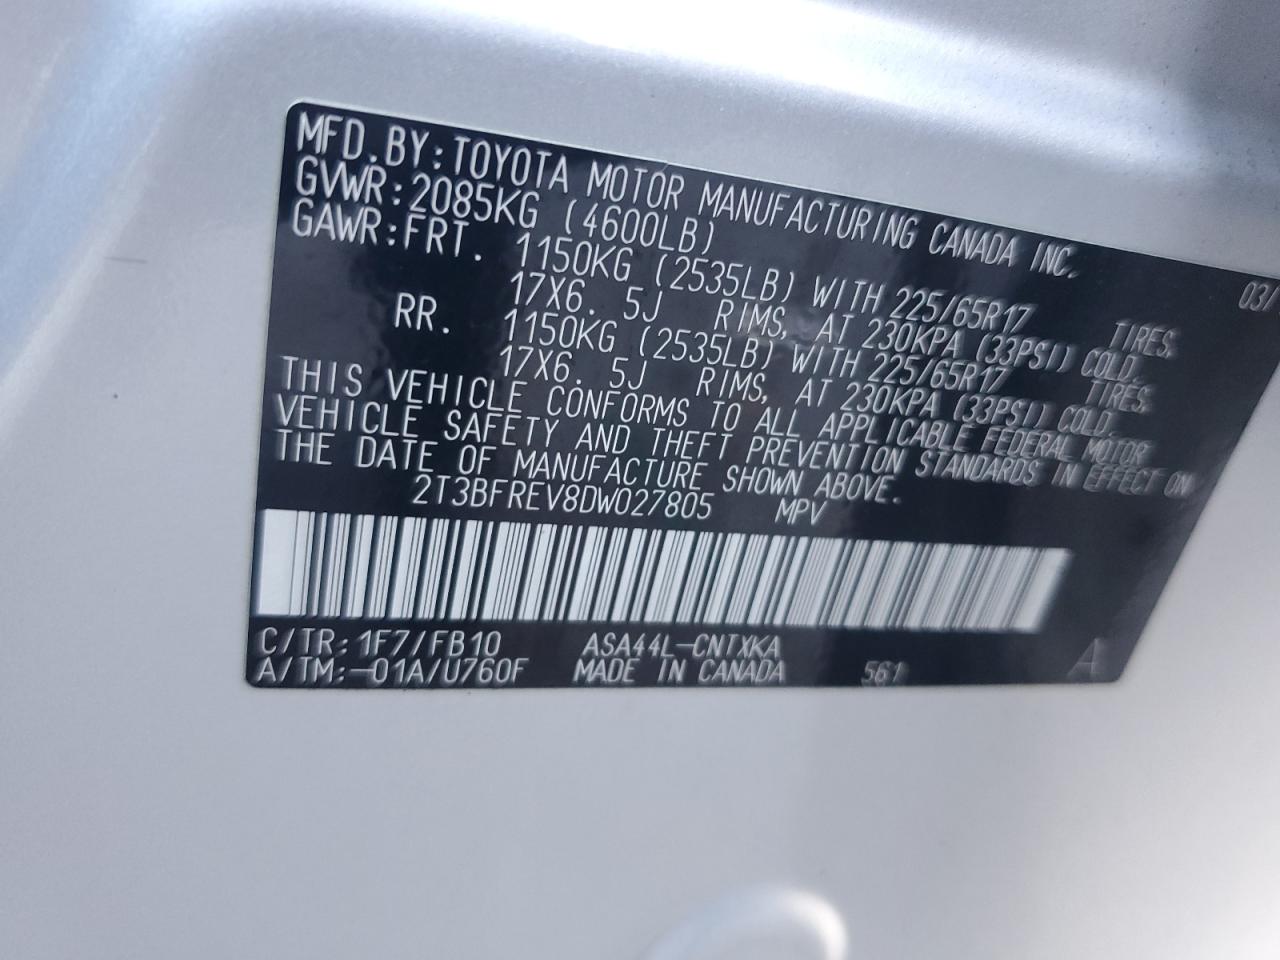 MFD.BY:TOYOTA MOTOR MANUFACTURING CANADA INC. 03/
GVWR:2085KG (4600LB)
GAWR:FRT. 1150KG (2535LB) WITH 225/65R17 TIRES,
17X6. 5J RIMS, AT 230KPA (33PSI) COLD.
RR. 1150KG (2535LB) WITH 225/65R17 TIRES,
17X6. 5J RIMS, AT 230KPA (33PSI) COLD.
THIS VEHICLE CONFORMS TO ALL APPLICABLE FEDERAL MOTOR
VEHICLE SAFETY AND THEFT PREVENTION STANDARDS IN EFFECT ON
THE DATE OF MANUFACTURE SHOWN ABOVE.
2T3BFREV8DW027805 MPV
C/TR:1F7/FB10 ASA44L-CNTXKA
A/TM:-01A/U760F MADE IN CANADA 561 A